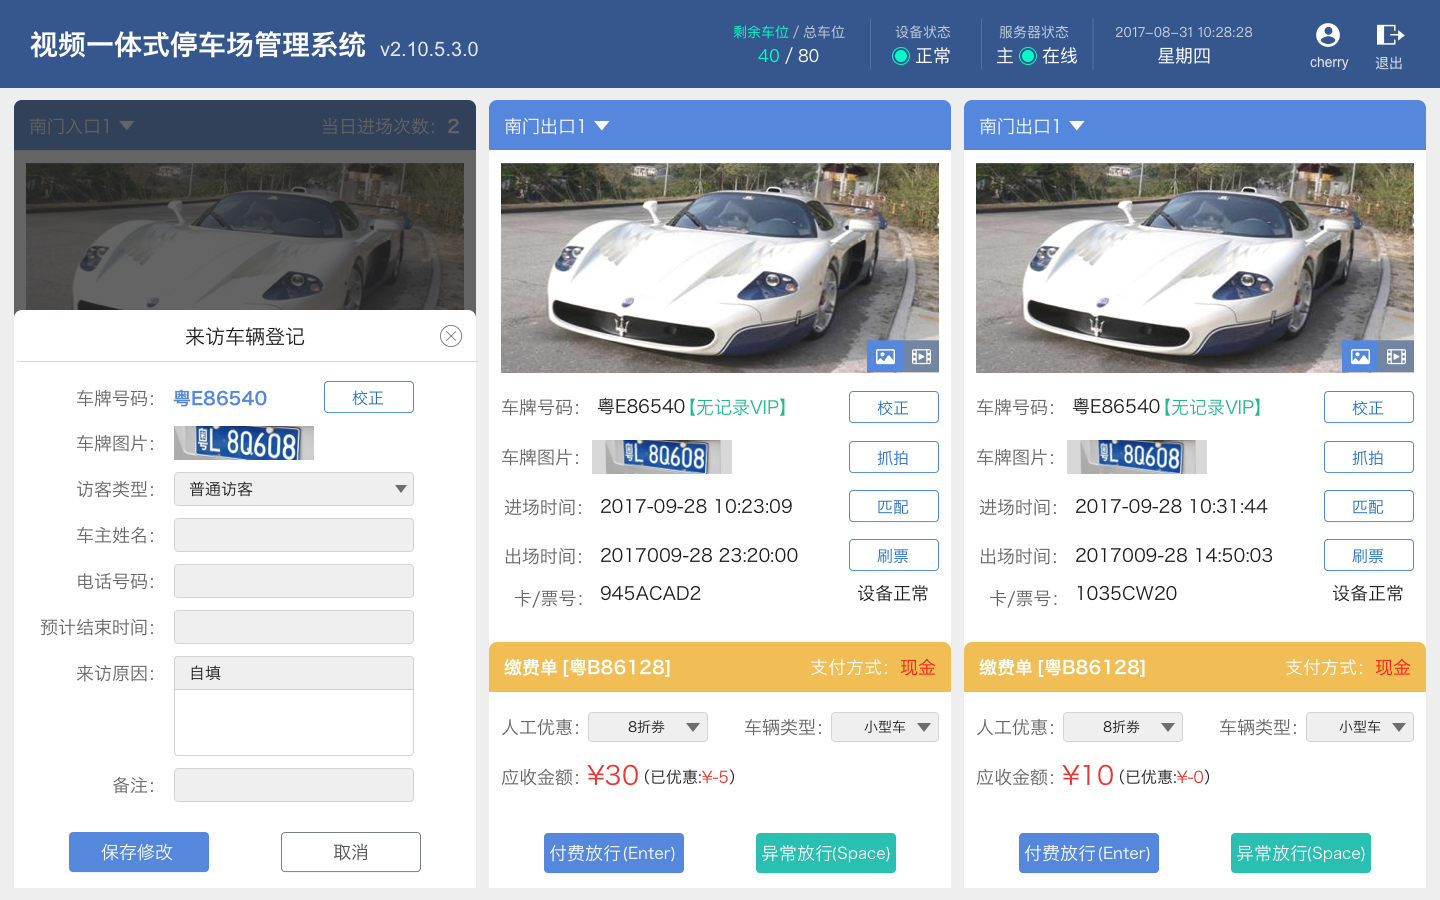 视频一体式停车场管理系统 v2.10.5.3.0
剩余车位 / 总车位
40 / 80
设备状态
正常
服务器状态
主 在线
2017-08-31 10:28:28
星期四
cherry
退出
南门入口1
当日进场次数：2
来访车辆登记
车牌号码： 粤E86540 校正
车牌图片： 粤L 8Q608
访客类型： 普通访客
车主姓名：
电话号码：
预计结束时间：
来访原因： 自填
备注：
保存修改 取消
南门出口1
车牌号码： 粤E86540【无记录VIP】 校正
车牌图片： 粤L 8Q608 抓拍
进场时间： 2017-09-28 10:23:09 匹配
出场时间： 2017009-28 23:20:00 刷票
卡/票号： 945ACAD2 设备正常
缴费单 [粤B86128] 支付方式：现金
人工优惠： 8折券 车辆类型： 小型车
应收金额： ¥30 (已优惠:¥-5)
付费放行(Enter) 异常放行(Space)
南门出口1
车牌号码： 粤E86540【无记录VIP】 校正
车牌图片： 粤L 8Q608 抓拍
进场时间： 2017-09-28 10:31:44 匹配
出场时间： 2017009-28 14:50:03 刷票
卡/票号： 1035CW20 设备正常
缴费单 [粤B86128] 支付方式：现金
人工优惠： 8折券 车辆类型： 小型车
应收金额： ¥10 (已优惠:¥-0)
付费放行(Enter) 异常放行(Space)